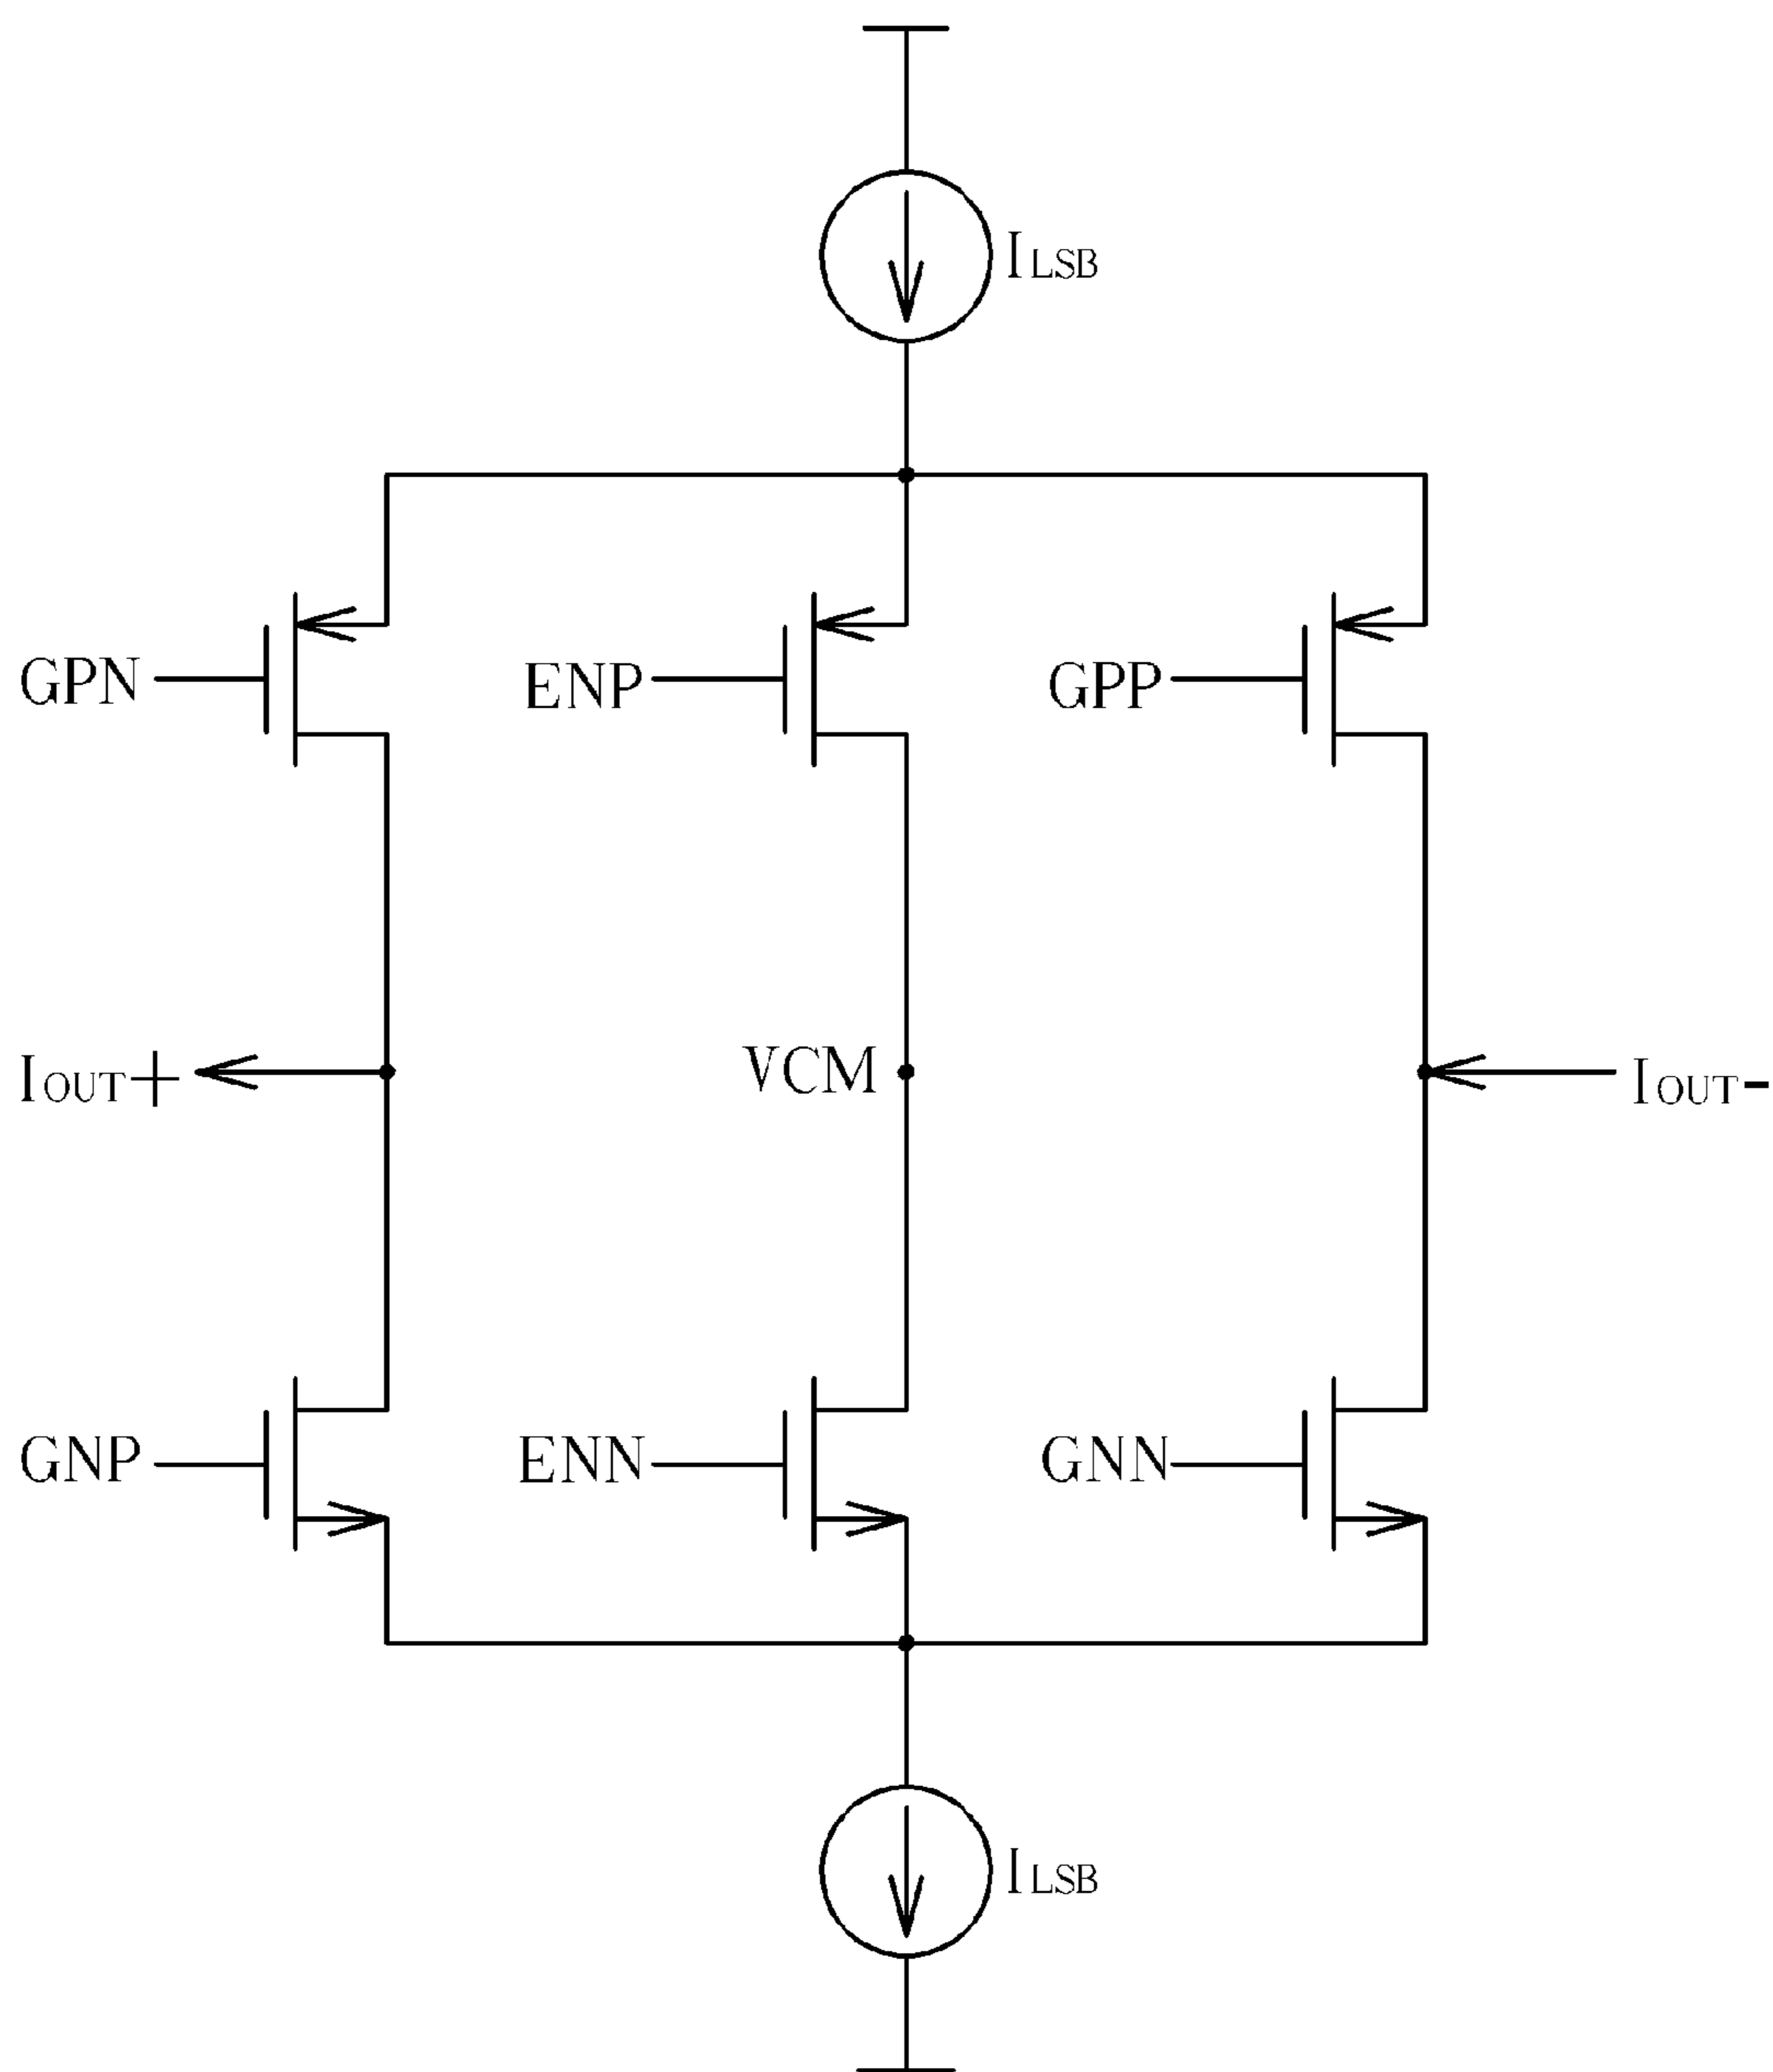 ILSB
GPN
ENP
GPP
IOUT+
VCM
IOUT-
GNP
ENN
GNN
ILSB